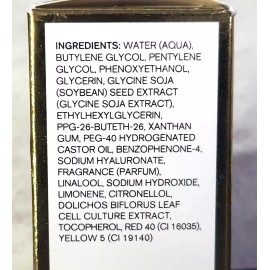 INGREDIENTS: WATER (AQUA),
BUTYLENE GLYCOL, PENTYLENE
GLYCOL, PHENOXYETHANOL,
GLYCERIN, GLYCINE SOJA
(SOYBEAN) SEED EXTRACT
(GLYCINE SOJA EXTRACT),
ETHYLHEXYLGLYCERIN,
PPG-26-BUTETH-26, XANTHAN
GUM, PEG-40 HYDROGENATED
CASTOR OIL, BENZOPHENONE-4,
SODIUM HYALURONATE,
FRAGRANCE (PARFUM),
LINALOOL, SODIUM HYDROXIDE,
LIMONENE, CITRONELLOL,
DOLICHOS BIFLORUS LEAF
CELL CULTURE EXTRACT,
TOCOPHEROL, RED 40 (CI 16035),
YELLOW 5 (CI 19140)